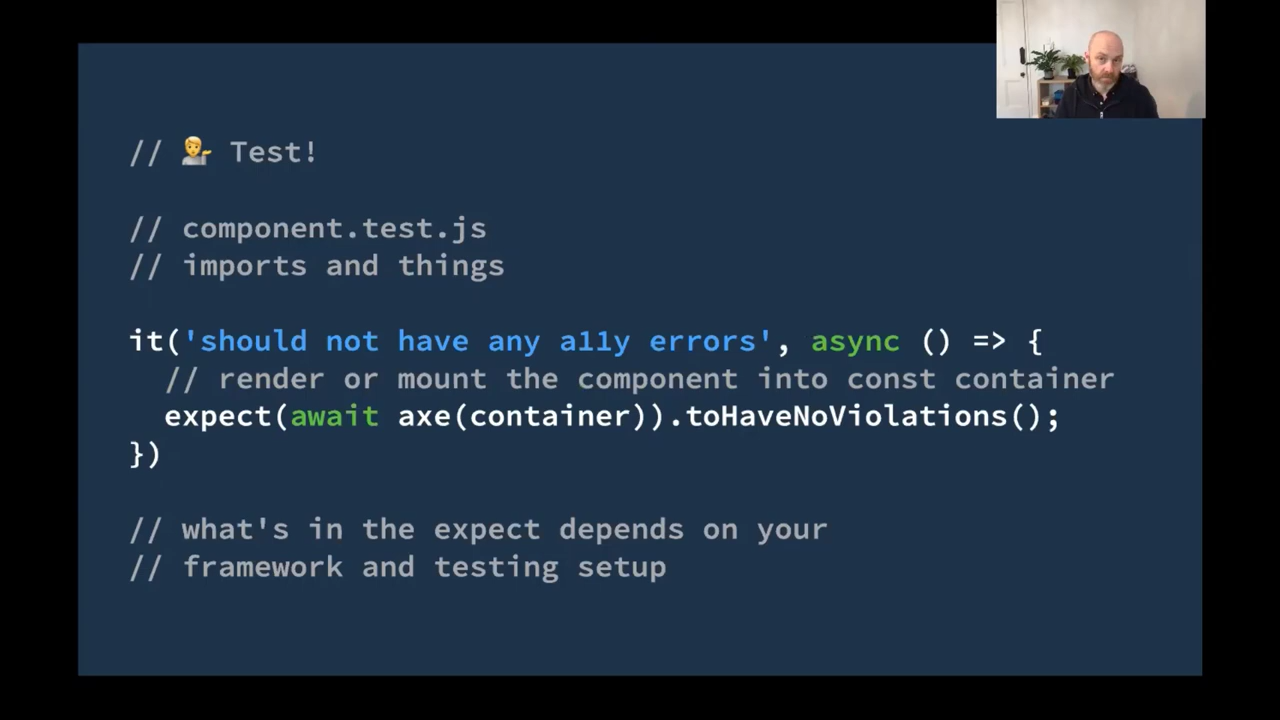 // 💁 Test!
// component.test.js
// imports and things
it('should not have any a11y errors', async () => {
// render or mount the component into const container
expect(await axe(container)).toHaveNoViolations();
})
// what's in the expect depends on your
// framework and testing setup